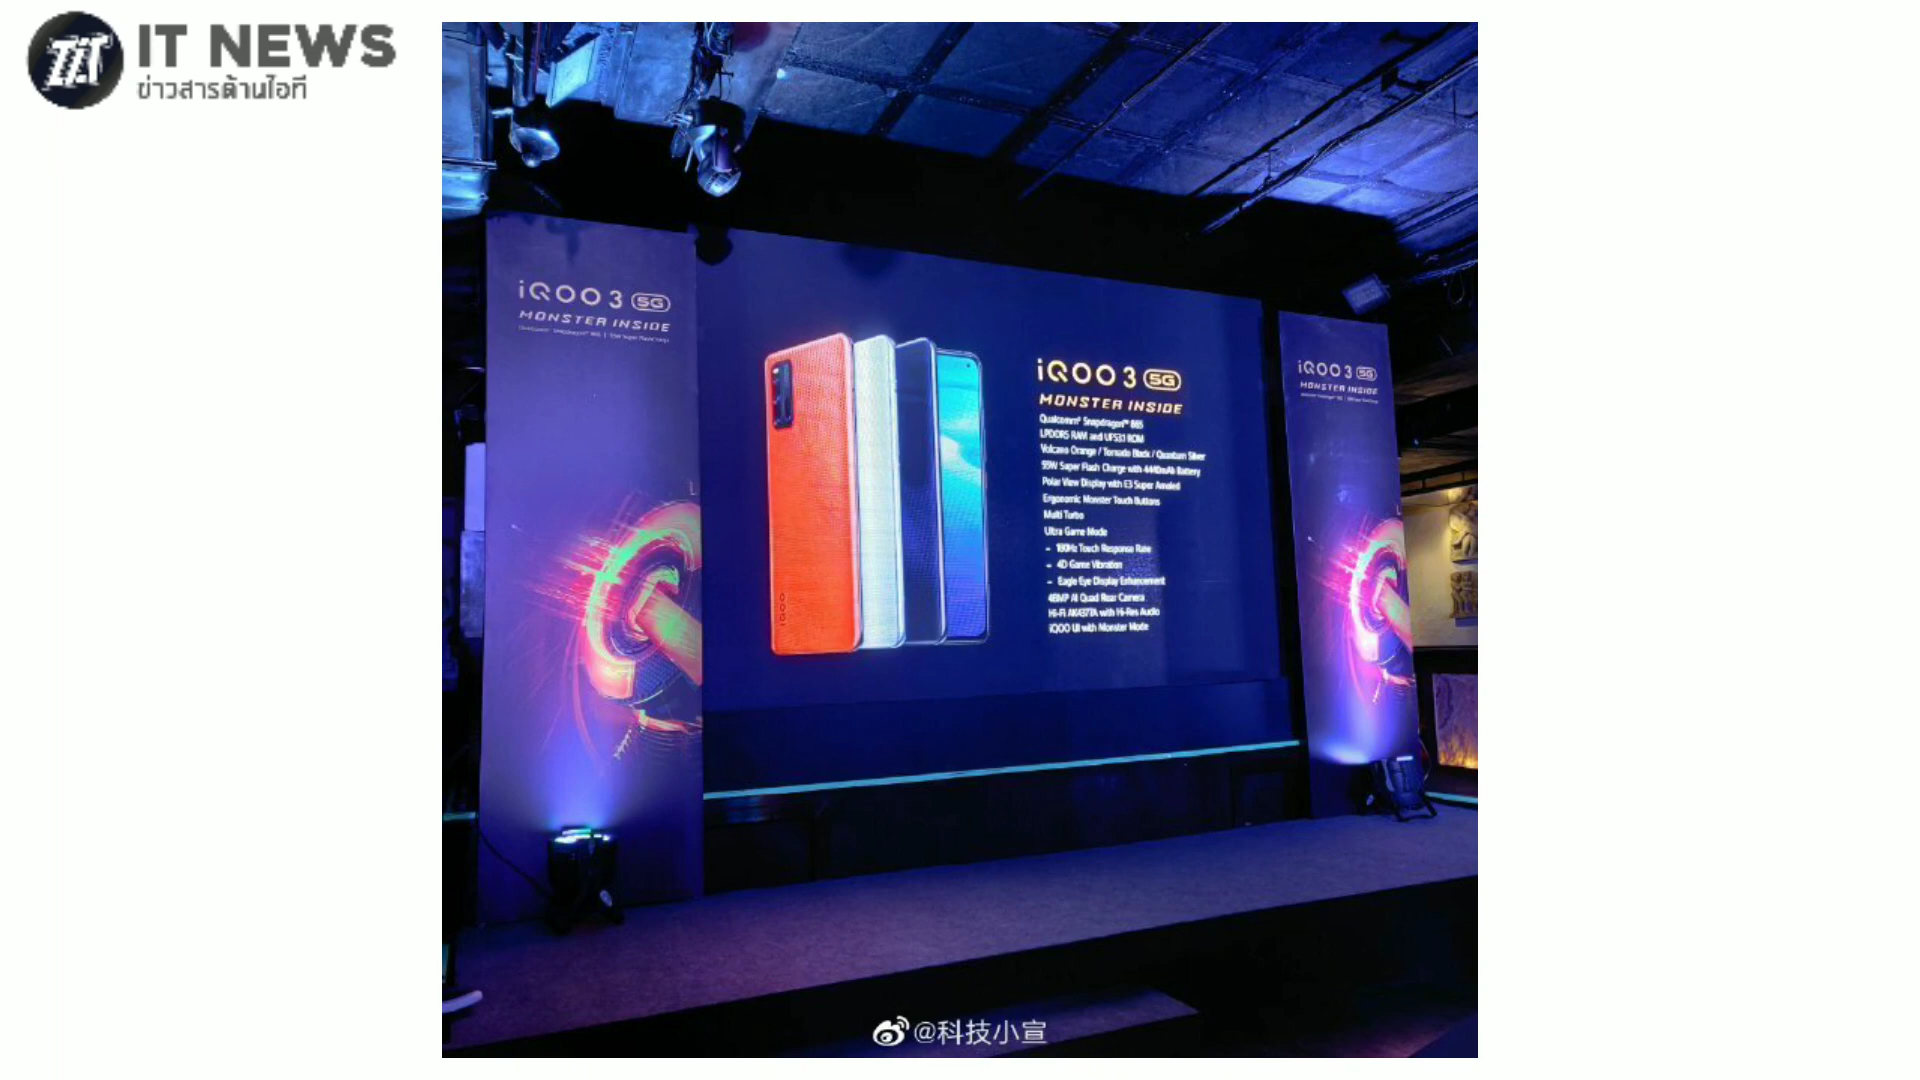 IT NEWS
ข่าวสารด้านไอที
iQOO 3 5G
MONSTER INSIDE
iQOO 3 5G
MONSTER INSIDE
Qualcomm® Snapdragon™ 865
LPDDR5 RAM and UFS3.1 ROM
Volcano Orange / Tornado Black / Quantum Silver
55W Super Flash Charge with 4440mAh Battery
Polar View Display with E3 Super Amoled
Ergonomic Monster Touch Buttons
Multi Turbo
Ultra Game Mode
- 180Hz Touch Response Rate
- 4D Game Vibration
- Eagle Eye Display Enhancement
48MP AI Quad Rear Camera
Hi-Fi AK4377A with Hi-Res Audio
iQOO UI with Monster Mode
iQOO
iQOO 3 5G
MONSTER INSIDE
@科技小宣